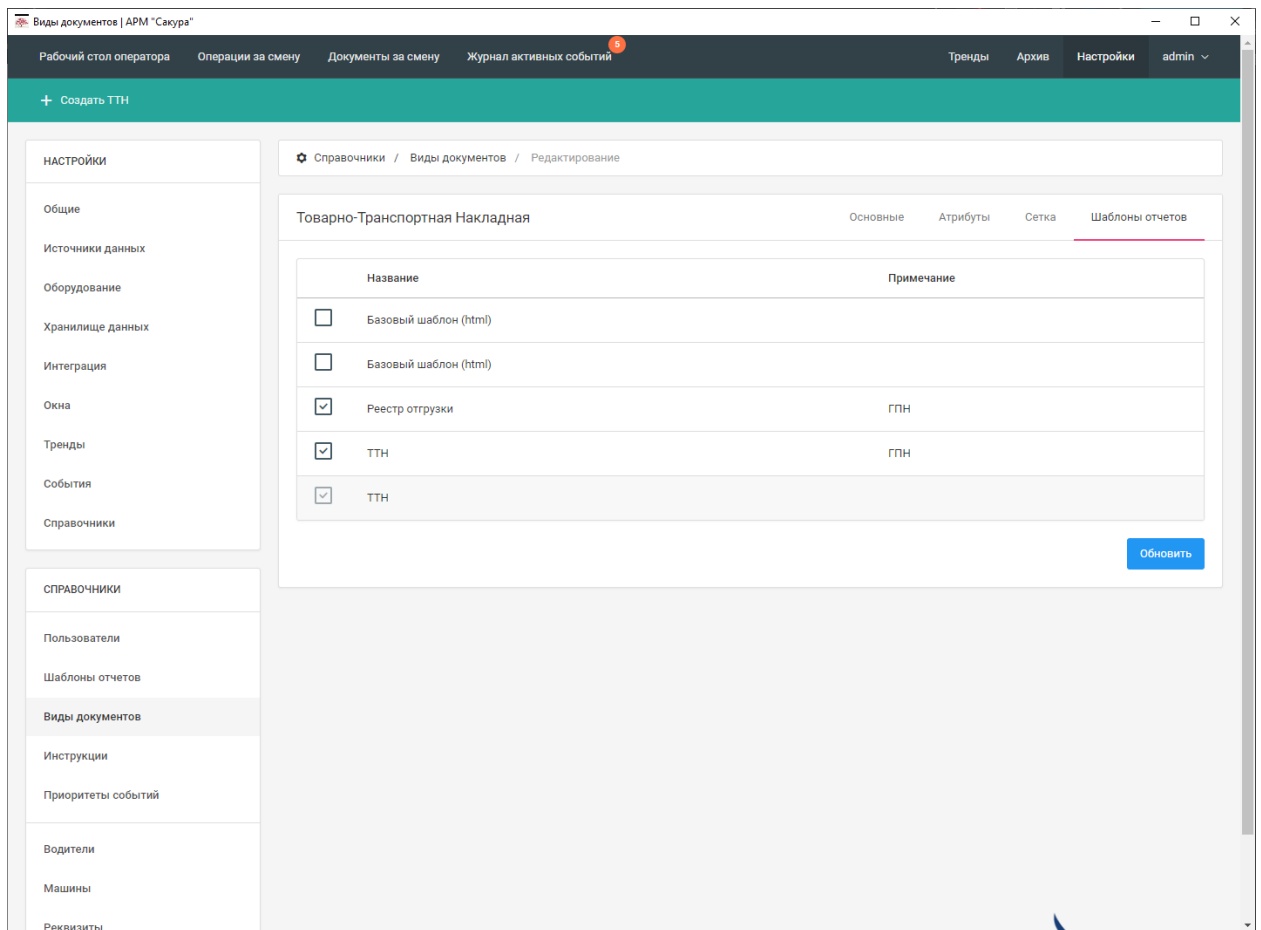 Виды документов | АРМ "Сакура"
Рабочий стол оператора Операции за смену Документы за смену Журнал активных событий 5 Тренды Архив Настройки admin
+ Создать ТТН
НАСТРОЙКИ
Общие
Источники данных
Оборудование
Хранилище данных
Интеграция
Окна
Тренды
События
Справочники
СПРАВОЧНИКИ
Пользователи
Шаблоны отчетов
Виды документов
Инструкции
Приоритеты событий
Водители
Машины
Реквизиты
Справочники / Виды документов / Редактирование
Товарно-Транспортная Накладная Основные Атрибуты Сетка Шаблоны отчетов
Название Примечание
Базовый шаблон (html)
Базовый шаблон (html)
Реестр отгрузки ГПН
ТТН ГПН
ТТН
Обновить